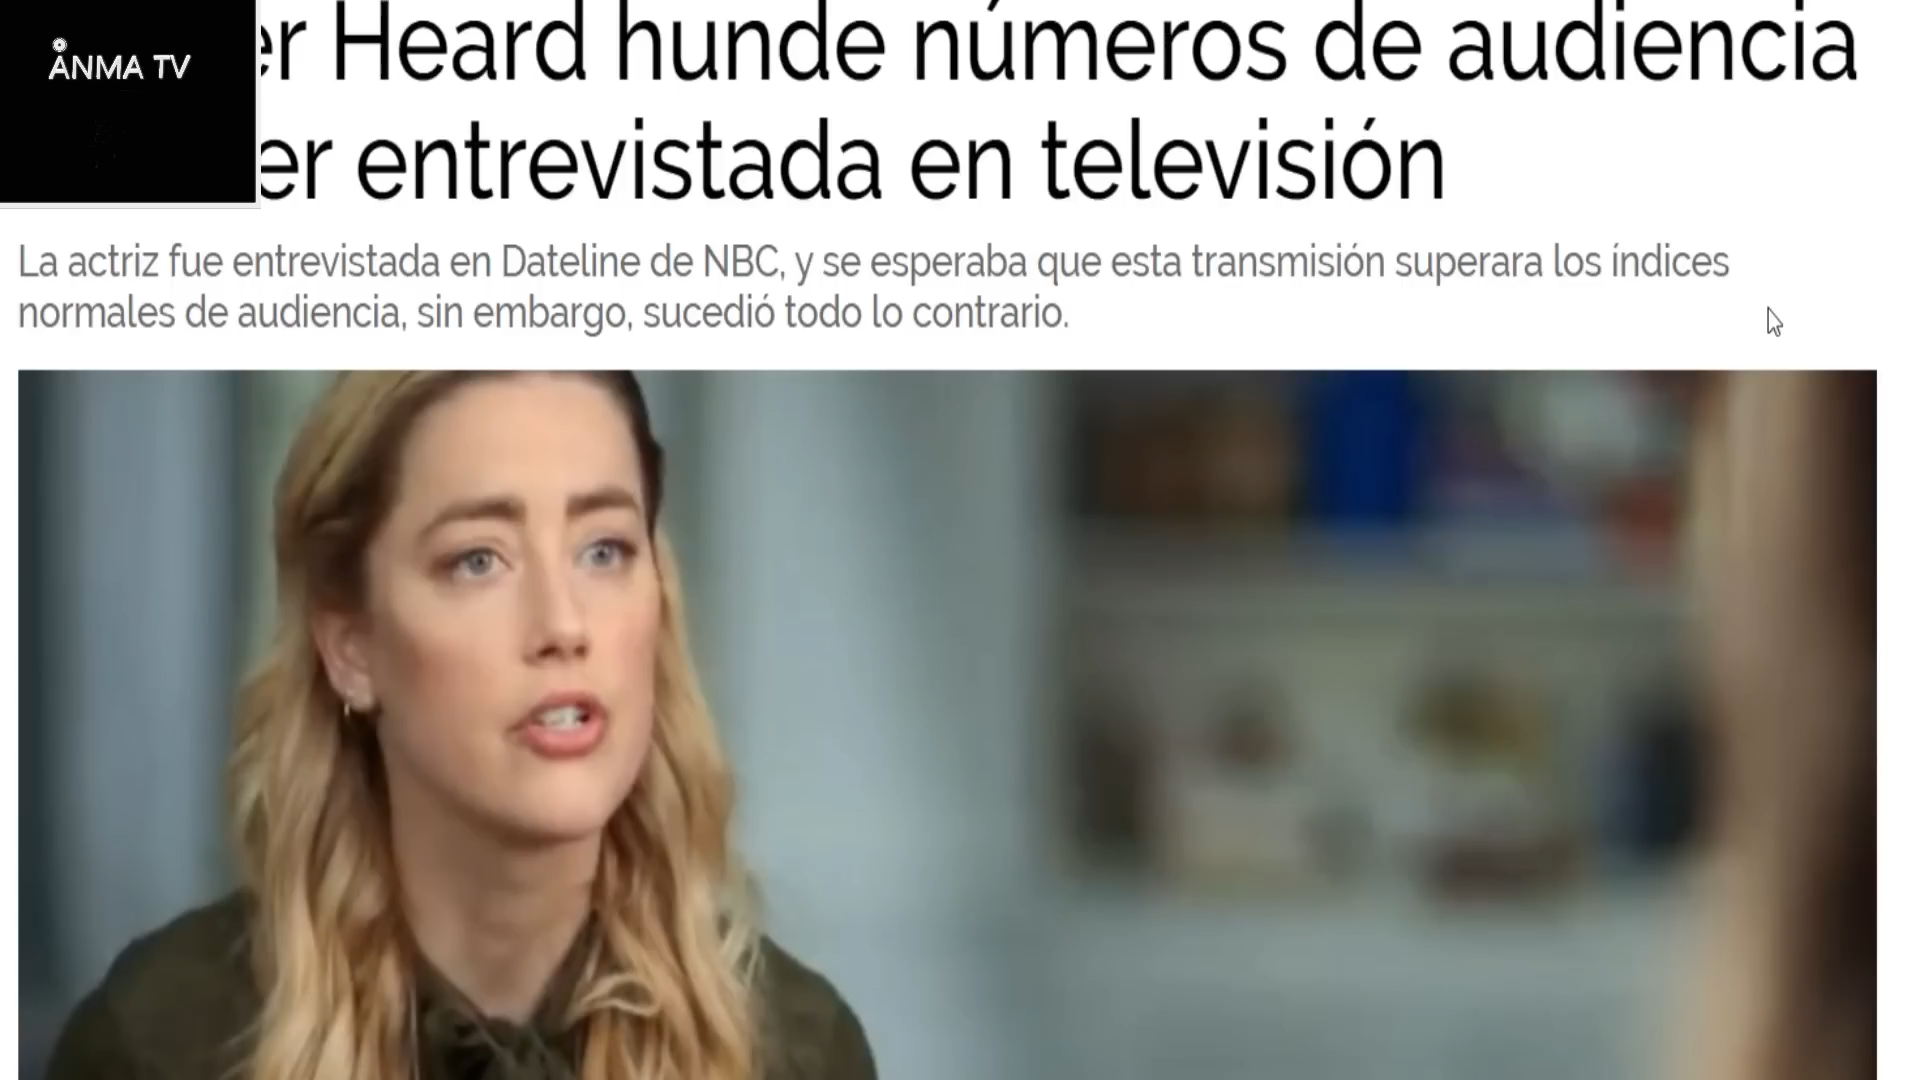 ANMA TV
er Heard hunde números de audiencia
er entrevistada en televisión
La actriz fue entrevistada en Dateline de NBC, y se esperaba que esta transmisión superara los índices
normales de audiencia, sin embargo, sucedió todo lo contrario.